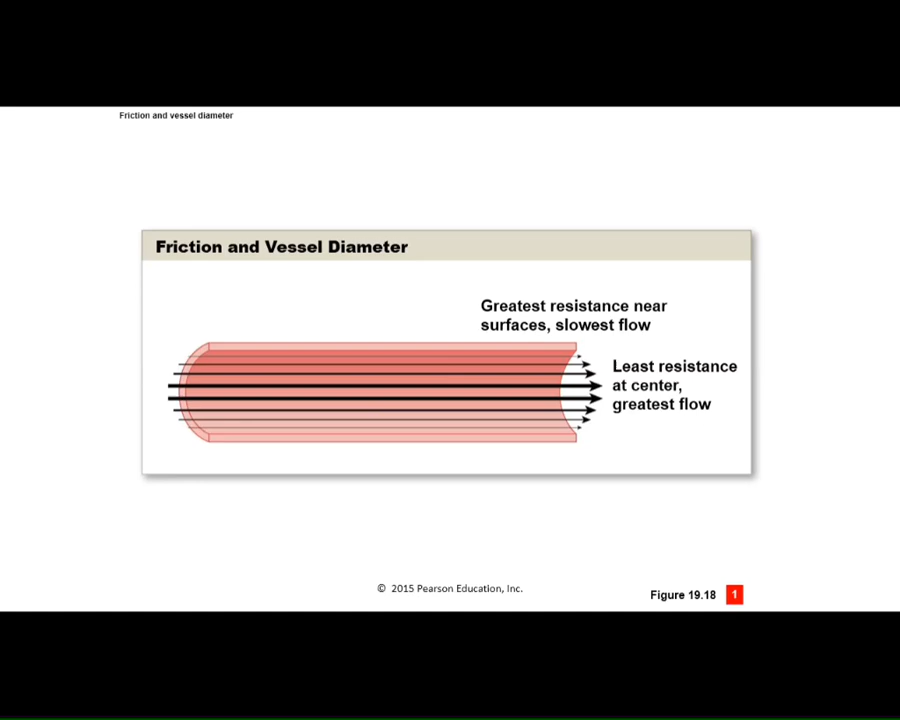 Friction and vessel diameter
Friction and Vessel Diameter
Greatest resistance near
surfaces, slowest flow
Least resistance
at center,
greatest flow
© 2015 Pearson Education, Inc.
Figure 19.18 1